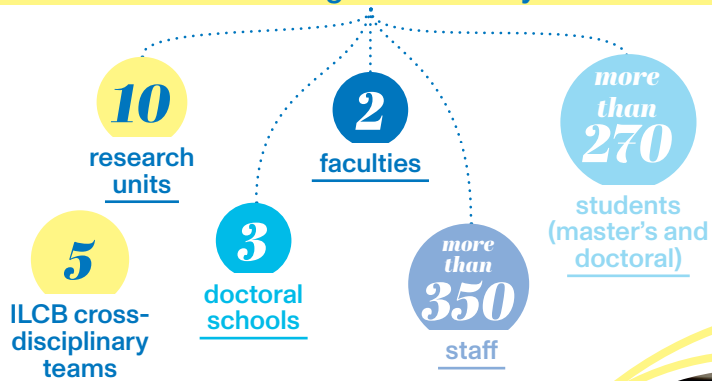 10
research
units
2
faculties
more
than
270
students
(master's and
doctoral)
5
ILCB cross-
disciplinary
teams
3
doctoral
schools
more
than
350
staff